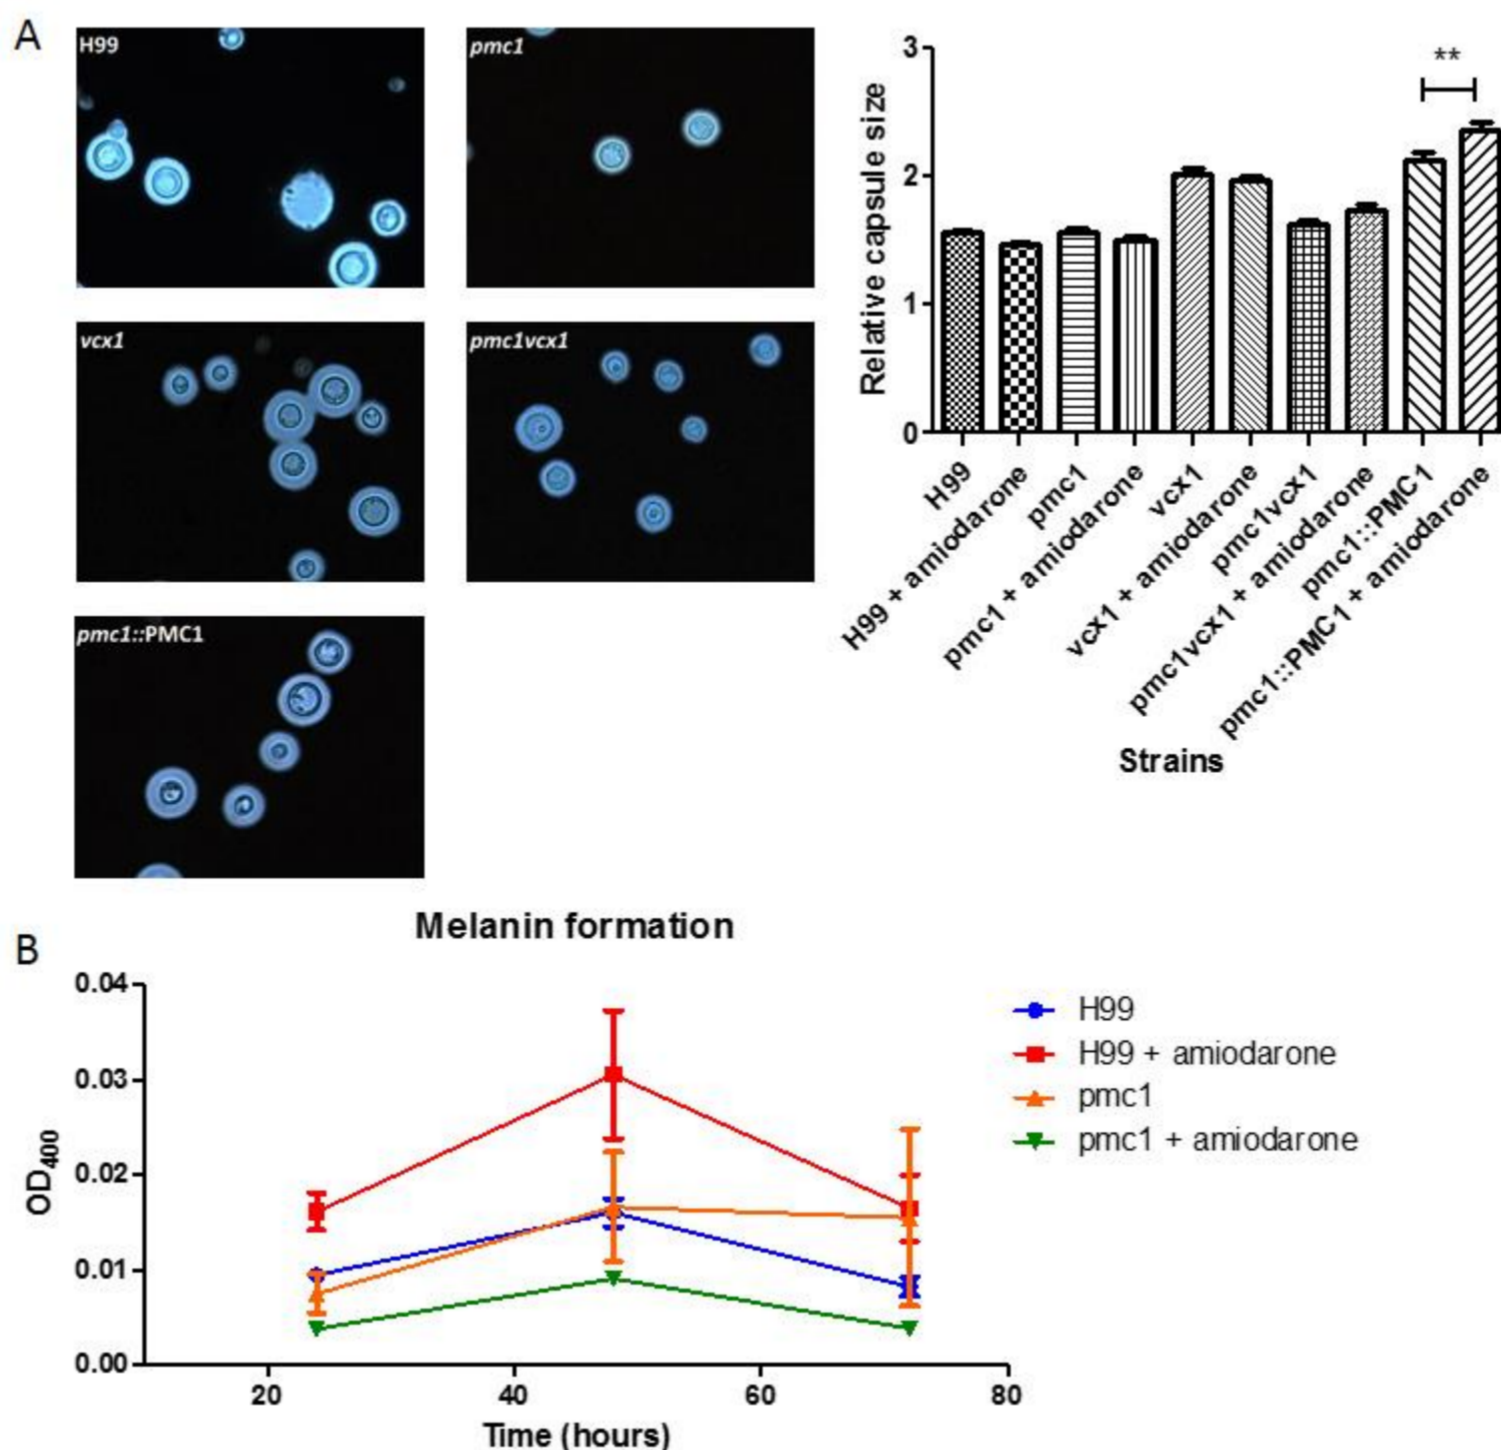 A
H99
pmc1
vcx1
pmc1vcx1
pmc1::PMC1
3
2
1
0
Relative capsule size
**
H99
H99 + amiodarone
pmc1
pmc1 + amiodarone
vcx1
vcx1 + amiodarone
pmc1vcx1
pmc1vcx1 + amiodarone
pmc1::PMC1
pmc1::PMC1 + amiodarone
Strains
B
Melanin formation
0.04
0.03
0.02
0.01
0.00
OD400
20 40 60 80
Time (hours)
H99
H99 + amiodarone
pmc1
pmc1 + amiodarone